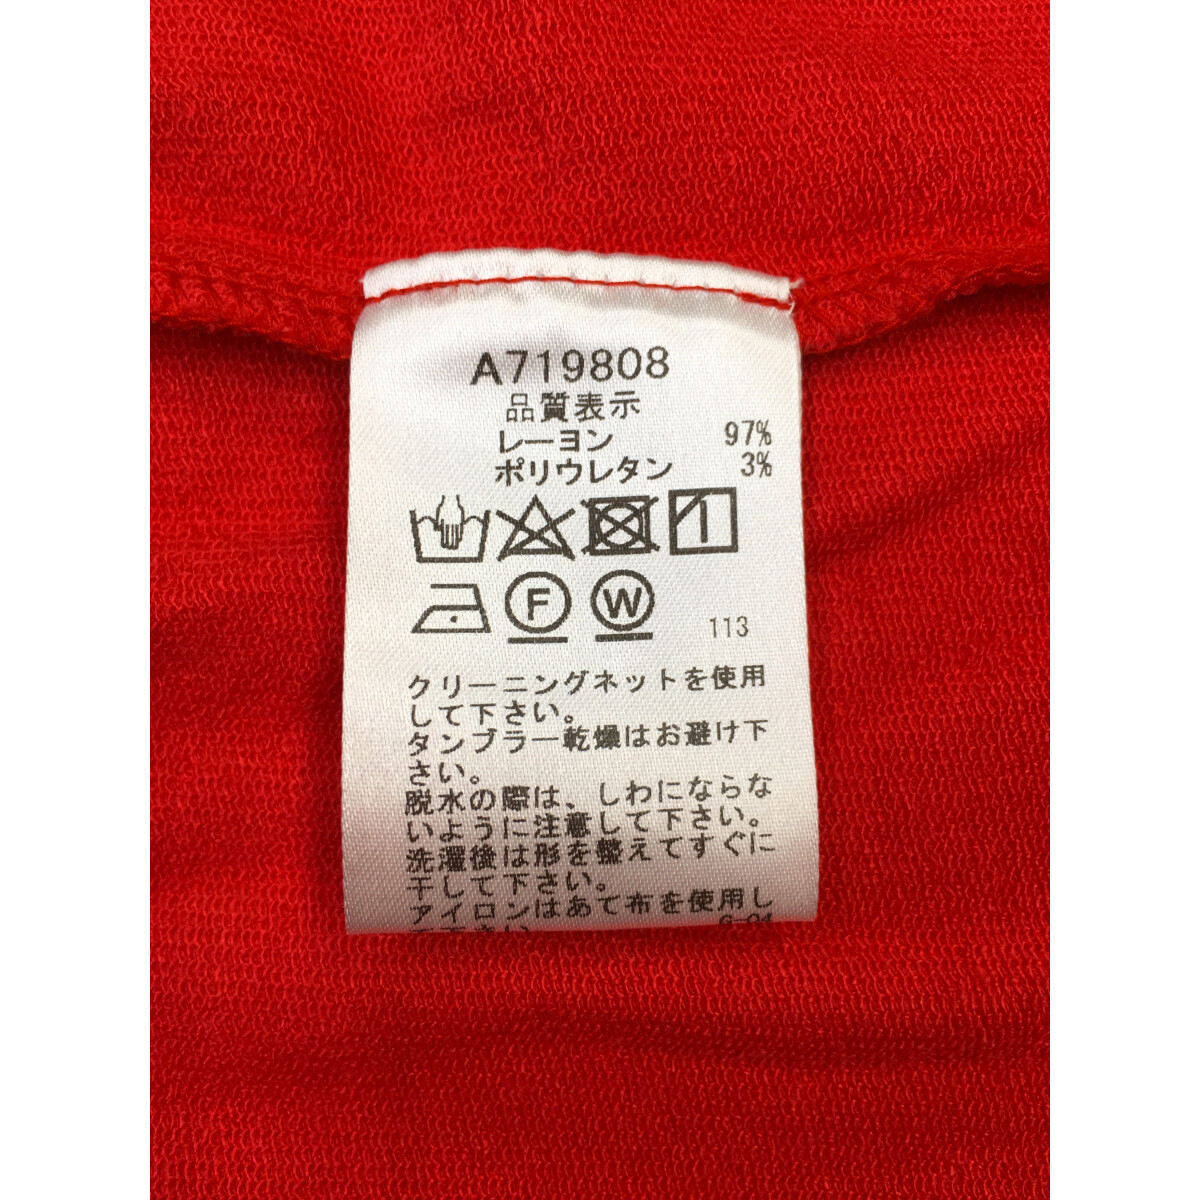 A719808
品質表示
レーヨン 97%
ポリウレタン 3%
F W 113
クリーニングネットを使用
して下さい。
タンブラー乾燥はお避け下
さい。
脱水の際は、しわにならな
いように注意して下さい。
洗濯後は形を整えてすぐに
干して下さい。
アイロンはあて布を使用し
て下さい。 G-04